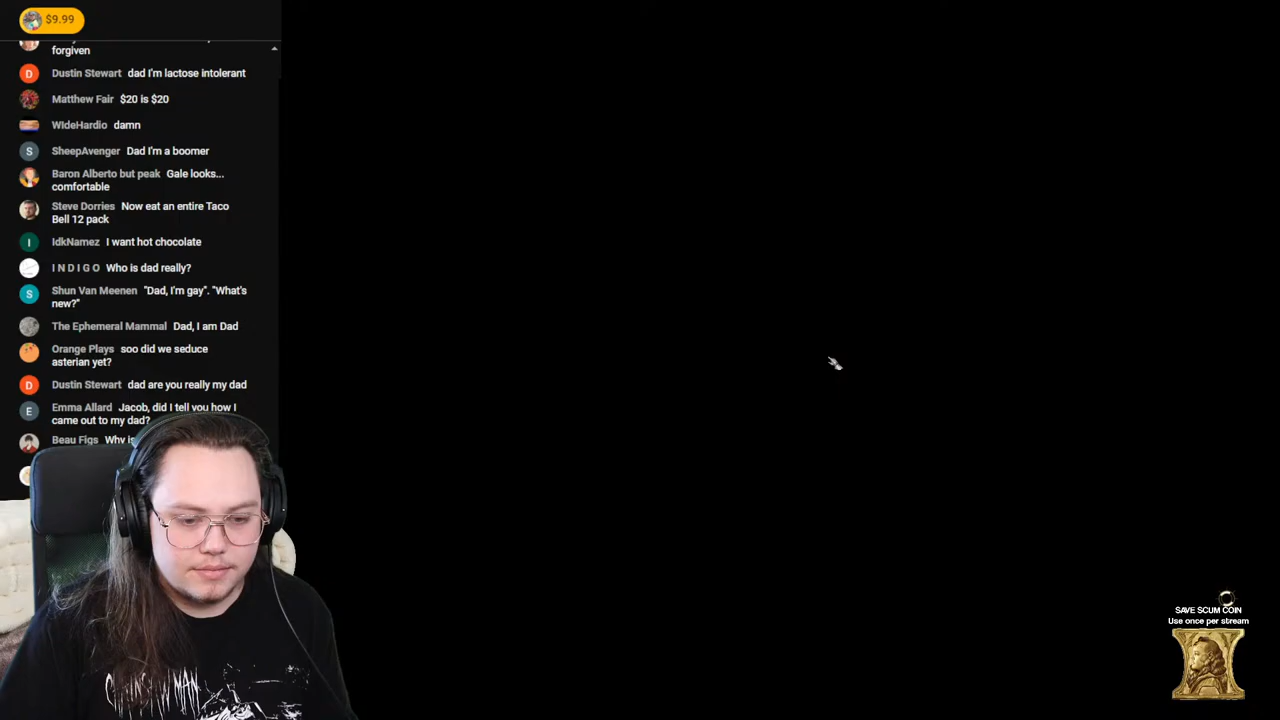 $9.99
forgiven
Dustin Stewart dad I'm lactose intolerant
Matthew Fair $20 is $20
WIdeHardio damn
SheepAvenger Dad I'm a boomer
Baron Alberto but peak Gale looks...
comfortable
Steve Dorries Now eat an entire Taco
Bell 12 pack
IdkNamez I want hot chocolate
I N D I G O Who is dad really?
Shun Van Meenen "Dad, I'm gay". "What's
new?"
The Ephemeral Mammal Dad, I am Dad
Orange Plays soo did we seduce
asterian yet?
Dustin Stewart dad are you really my dad
Emma Allard Jacob, did I tell you how I
came out to my dad?
Beau Figs Why is
SAVE SCUM COIN
Use once per stream